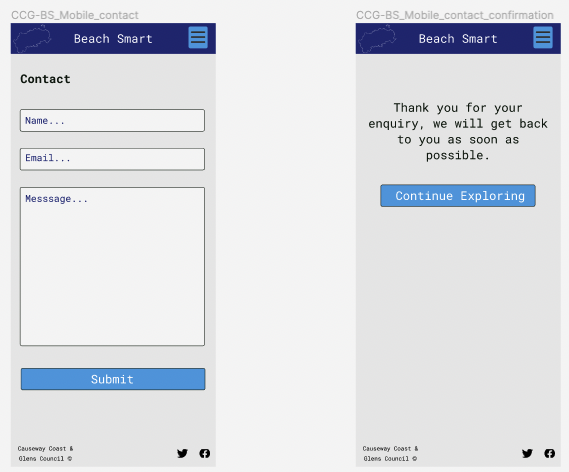 CCG-BS_Mobile_contact
Beach Smart
Contact
Name...
Email...
Messsage...
Submit
Causeway Coast &
Glens Council ©
CCG-BS_Mobile_contact_confirmation
Beach Smart
Thank you for your
enquiry, we will get back
to you as soon as
possible.
Continue Exploring
Causeway Coast &
Glens Council ©